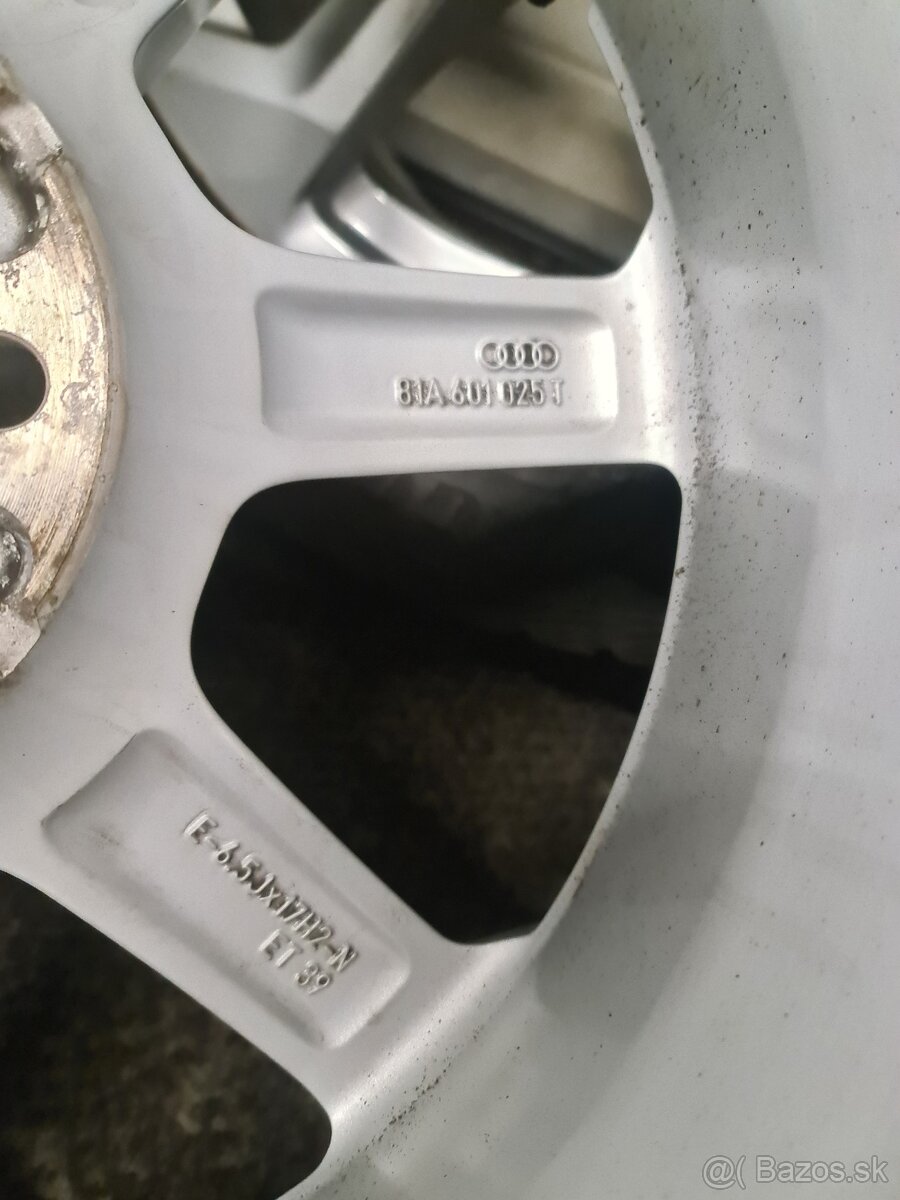 81A 601 025 T
E-6,5Jx17H2-N
ET 39
@( Bazos.sk